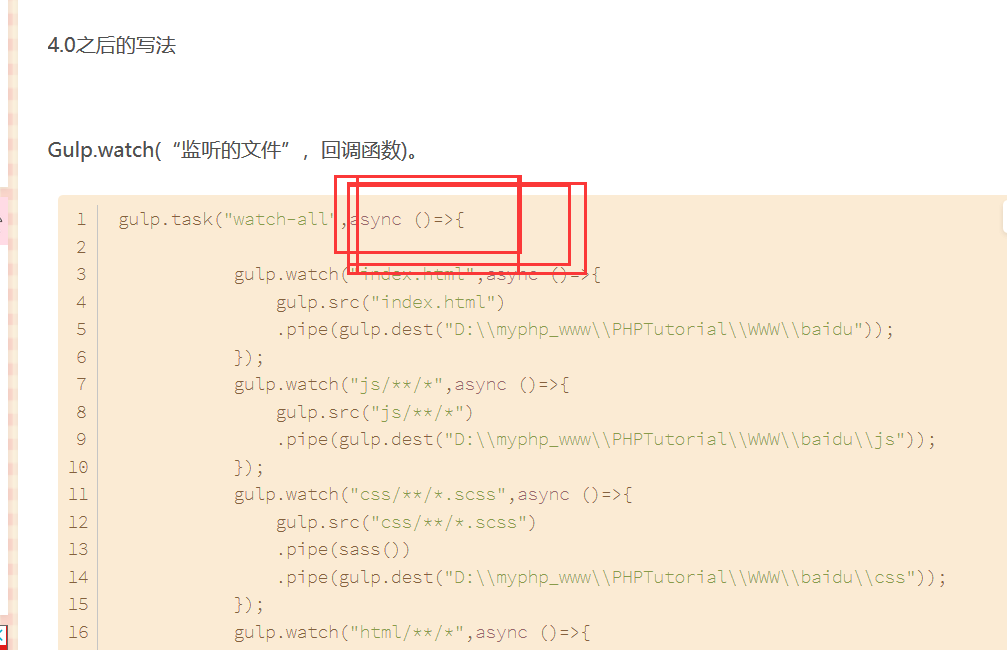 4.0之后的写法
Gulp.watch(“监听的文件”，回调函数)。
1 gulp.task("watch-all",async ()=>{
2
3 gulp.watch("index.html",async ()=>{
4 gulp.src("index.html")
5 .pipe(gulp.dest("D:\\myphp_www\\PHPTutorial\\WWW\\baidu"));
6 });
7 gulp.watch("js/**/*",async ()=>{
8 gulp.src("js/**/*")
9 .pipe(gulp.dest("D:\\myphp_www\\PHPTutorial\\WWW\\baidu\\js"));
10 });
11 gulp.watch("css/**/*.scss",async ()=>{
12 gulp.src("css/**/*.scss")
13 .pipe(sass())
14 .pipe(gulp.dest("D:\\myphp_www\\PHPTutorial\\WWW\\baidu\\css"));
15 });
16 gulp.watch("html/**/*",async ()=>{